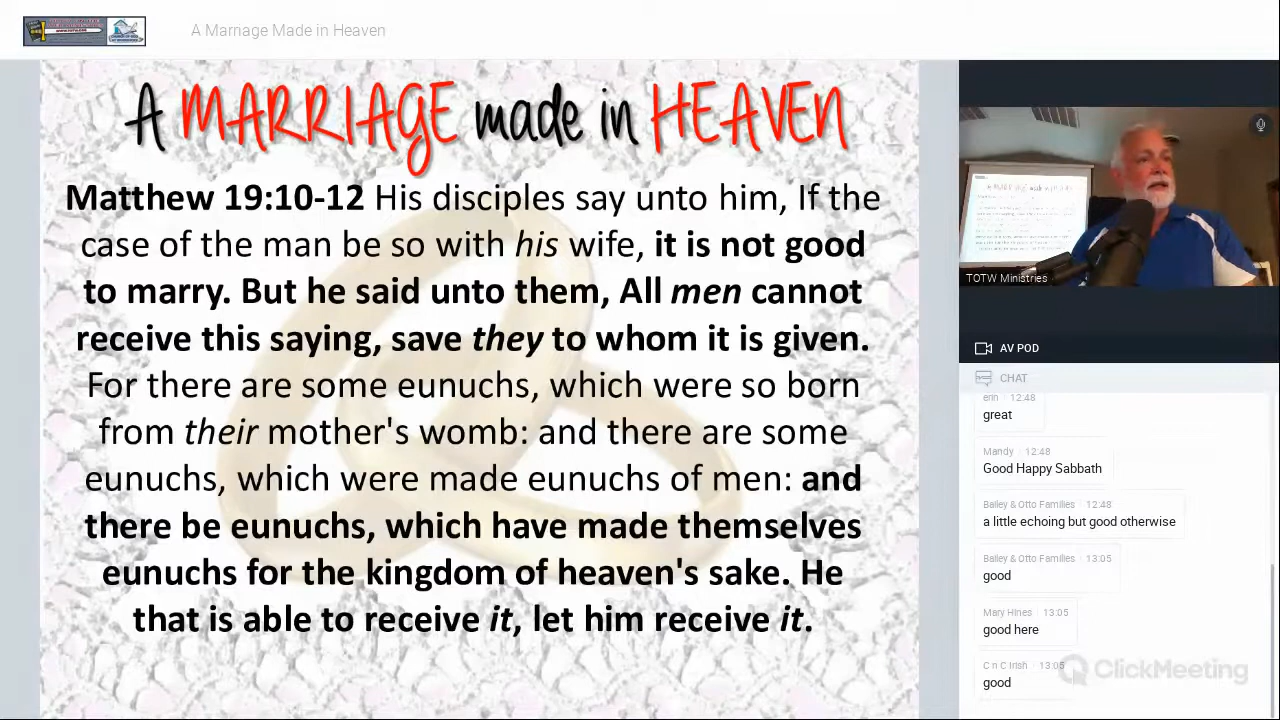 A Marnage Made in Heaven
A MARRIAGE made in HEAVEN
Matthew 19:10-12 His disciples say unto him, If the
case of the man be so with his wife, it is not good
to marry. But he said unto them, All men cannot
receive this saying, save they to whom it is given.
For there are some eunuchs, which were so born
from their mother's womb: and there are some
eunuchs, which were made eunuchs of men: and
there be eunuchs, which have made themselves
eunuchs for the kingdom of heaven's sake. He
that is able to receive it, let him receive it.
TOTW Ministries
AV POD
CHAT
erin 12:48
great
Mandy 12:48
Good Happy Sabbath
Bailey & Otto Families 12:48
a little echoing but good otherwise
Bailey & Otto Families 13:05
good
Mary Hines 13:05
good here
C n C Irish 13:05
good
ClickMeeting